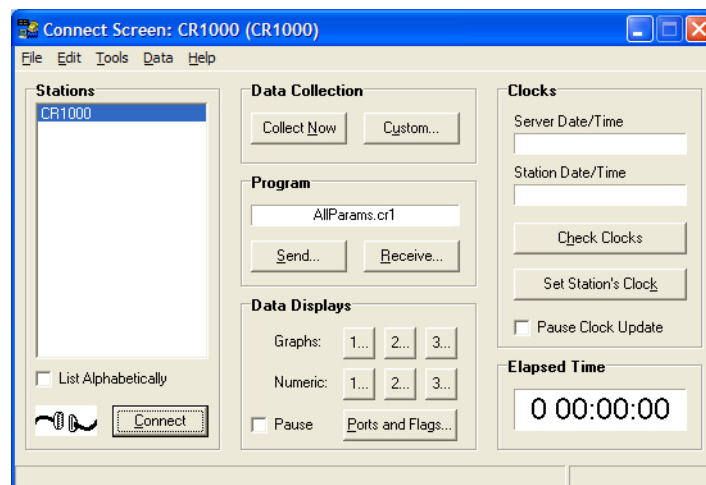 Connect Screen: CR1000 (CR1000)
File Edit Tools Data Help
Stations
CR1000
List Alphabetically
Connect
Data Collection
Collect Now Custom...
Program
AllParams.cr1
Send... Receive...
Data Displays
Graphs: 1... 2... 3...
Numeric: 1... 2... 3...
Pause Ports and Flags...
Clocks
Server Date/Time
Station Date/Time
Check Clocks
Set Station's Clock
Pause Clock Update
Elapsed Time
0 00:00:00